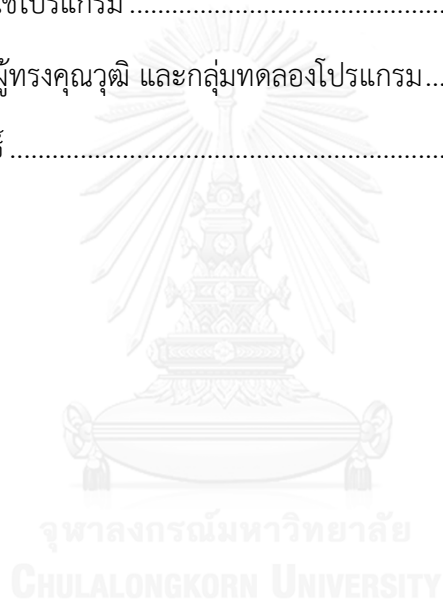 ใช้โปรแกรม ........................................
ผู้ทรงคุณวุฒิ และกลุ่มทดลองโปรแกรม ...
์ ................................................................
จุฬาลงกรณ์มหาวิทยาลัย
CHULALONGKORN UNIVERSITY